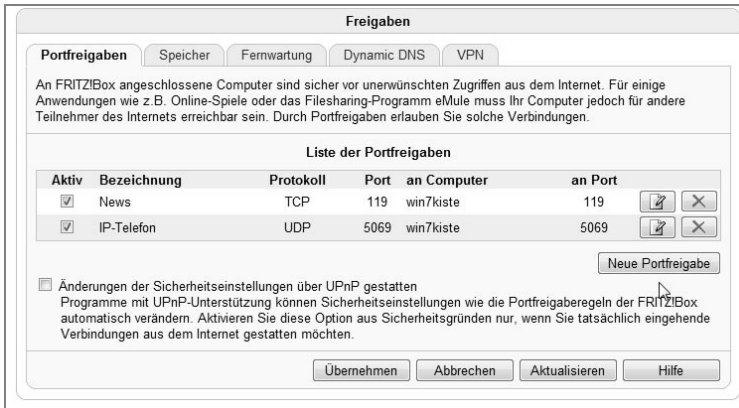 Freigaben
Portfreigaben Speicher Fernwartung Dynamic DNS VPN
An FRITZ!Box angeschlossene Computer sind sicher vor unerwünschten Zugriffen aus dem Internet. Für einige
Anwendungen wie z.B. Online-Spiele oder das Filesharing-Programm eMule muss Ihr Computer jedoch für andere
Teilnehmer des Internets erreichbar sein. Durch Portfreigaben erlauben Sie solche Verbindungen.
Liste der Portfreigaben
Aktiv Bezeichnung Protokoll Port an Computer an Port
News TCP 119 win7kiste 119
IP-Telefon UDP 5069 win7kiste 5069
Neue Portfreigabe
Änderungen der Sicherheitseinstellungen über UPnP gestatten
Programme mit UPnP-Unterstützung können Sicherheitseinstellungen wie die Portfreigaberegeln der FRITZ!Box
automatisch verändern. Aktivieren Sie diese Option aus Sicherheitsgründen nur, wenn Sie tatsächlich eingehende
Verbindungen aus dem Internet gestatten möchten.
Übernehmen Abbrechen Aktualisieren Hilfe